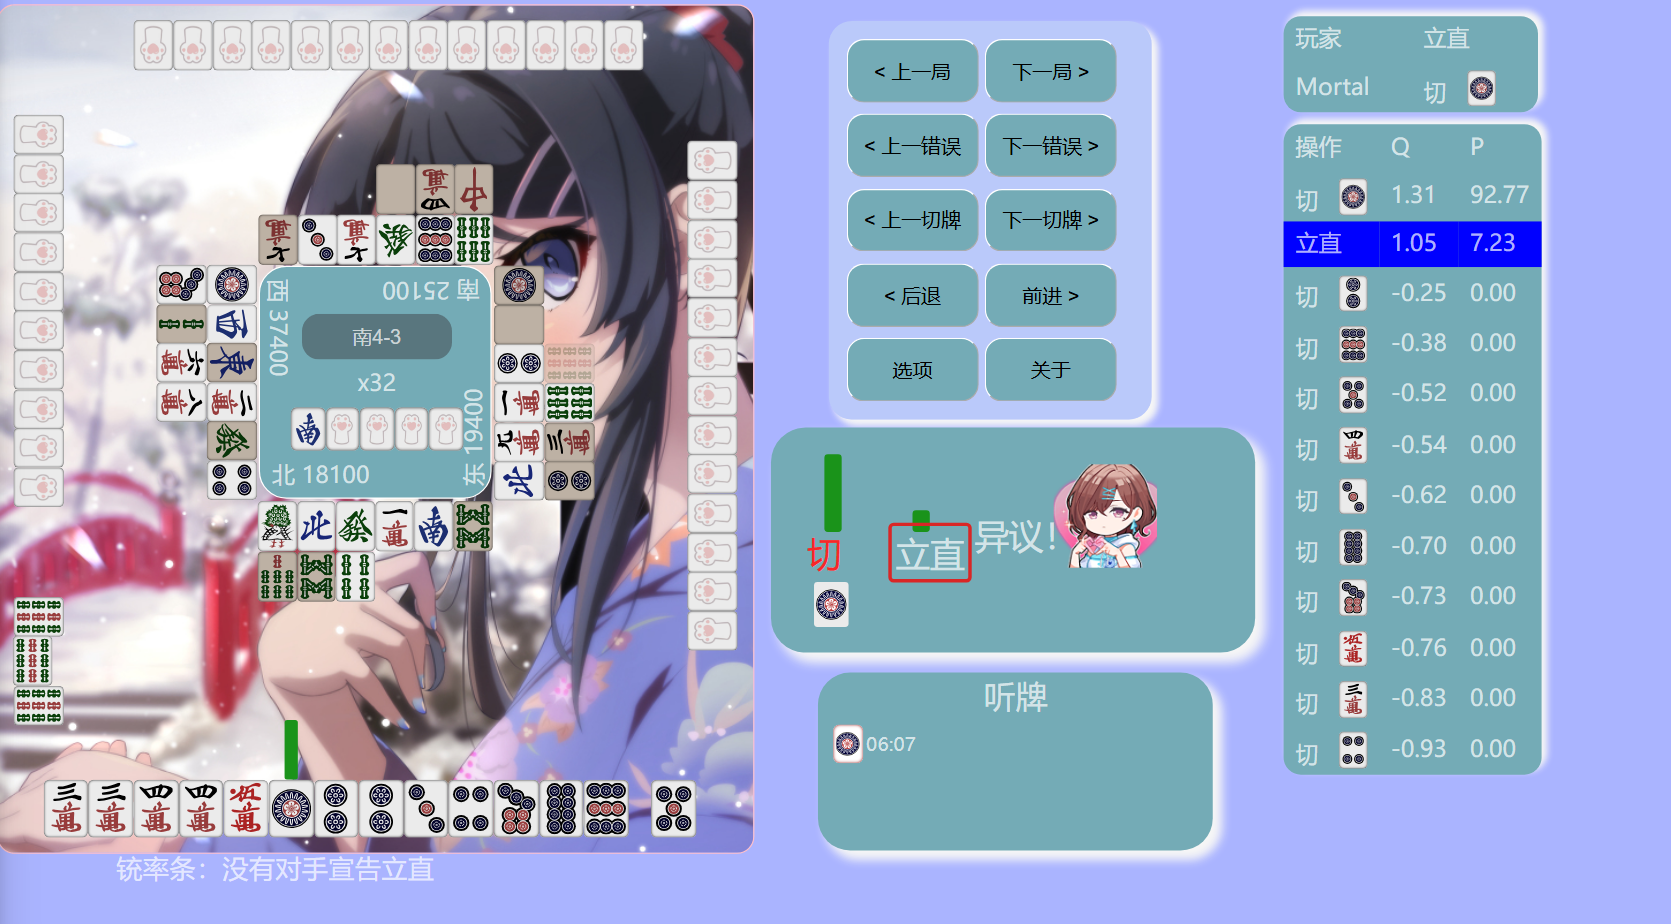 南 25100
西 37400
南4-3
x32
东 19400
北 18100
铳率条：没有对手宣告立直
< 上一局
下一局 >
< 上一错误
下一错误 >
< 上一切牌
下一切牌 >
< 后退
前进 >
选项
关于
切
立直
异议！
听牌
06:07
玩家 立直
Mortal 切
操作 Q P
切 1.31 92.77
立直 1.05 7.23
切 -0.25 0.00
切 -0.38 0.00
切 -0.52 0.00
切 -0.54 0.00
切 -0.62 0.00
切 -0.70 0.00
切 -0.73 0.00
切 -0.76 0.00
切 -0.83 0.00
切 -0.93 0.00